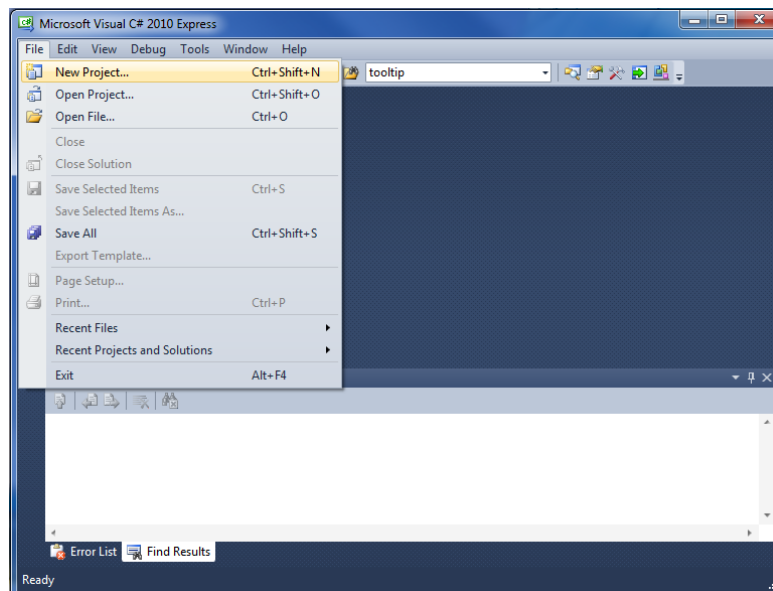 Microsoft Visual C# 2010 Express
File Edit View Debug Tools Window Help
New Project... Ctrl+Shift+N
tooltip
Open Project... Ctrl+Shift+O
Open File... Ctrl+O
Close
Close Solution
Save Selected Items Ctrl+S
Save Selected Items As...
Save All Ctrl+Shift+S
Export Template...
Page Setup...
Print... Ctrl+P
Recent Files
Recent Projects and Solutions
Exit Alt+F4
Error List Find Results
Ready